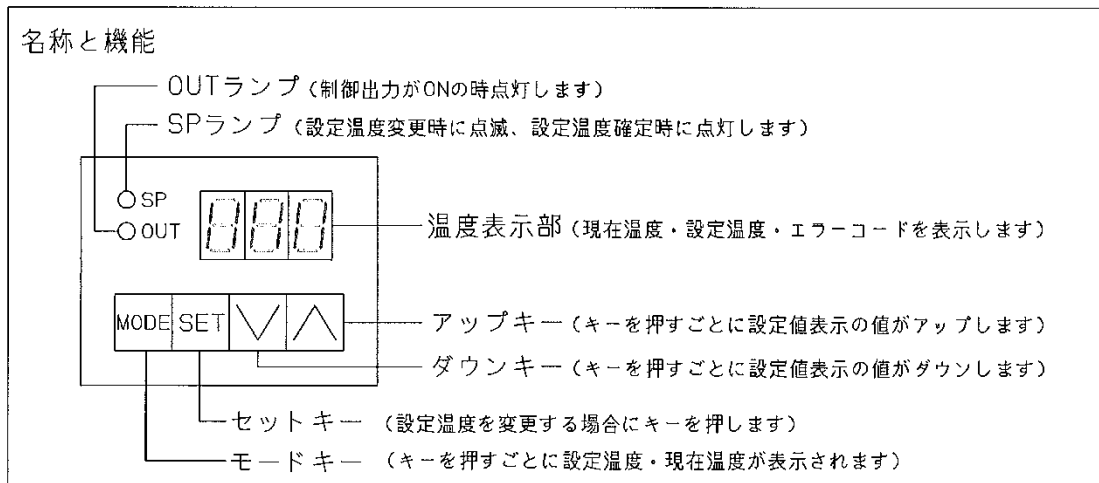 名称と機能
OUTランプ(制御出力がONの時点灯します)
SPランプ(設定温度変更時に点滅、設定温度確定時に点灯します)
SP
OUT
温度表示部(現在温度・設定温度・エラーコードを表示します)
MODE SET
アップキー(キーを押すごとに設定値表示の値がアップします)
ダウンキー(キーを押すごとに設定値表示の値がダウンします)
セットキー (設定温度を変更する場合にキーを押します)
モードキー (キーを押すごとに設定温度・現在温度が表示されます)